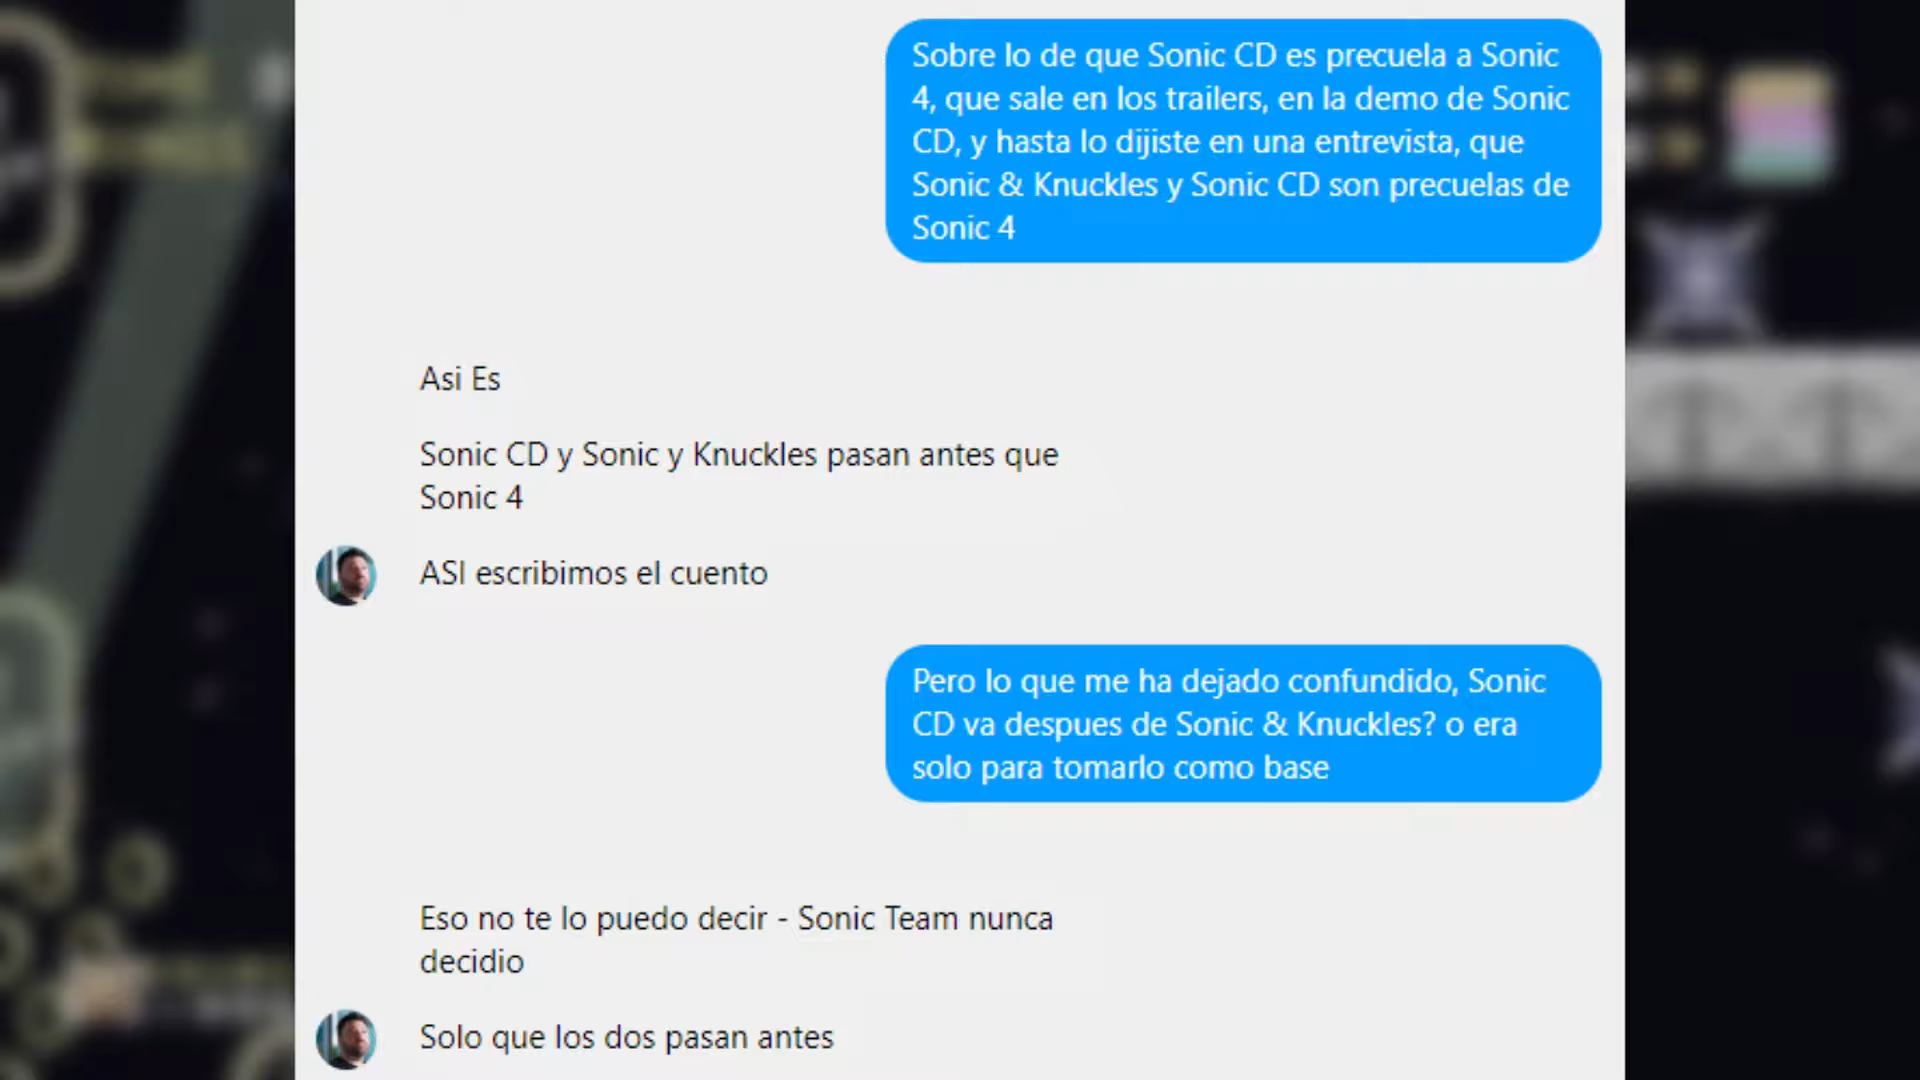 Sobre lo de que Sonic CD es precuela a Sonic
4, que sale en los trailers, en la demo de Sonic
CD, y hasta lo dijiste en una entrevista, que
Sonic & Knuckles y Sonic CD son precuelas de
Sonic 4
Asi Es
Sonic CD y Sonic y Knuckles pasan antes que
Sonic 4
ASI escribimos el cuento
Pero lo que me ha dejado confundido, Sonic
CD va despues de Sonic & Knuckles? o era
solo para tomarlo como base
Eso no te lo puedo decir - Sonic Team nunca
decidio
Solo que los dos pasan antes